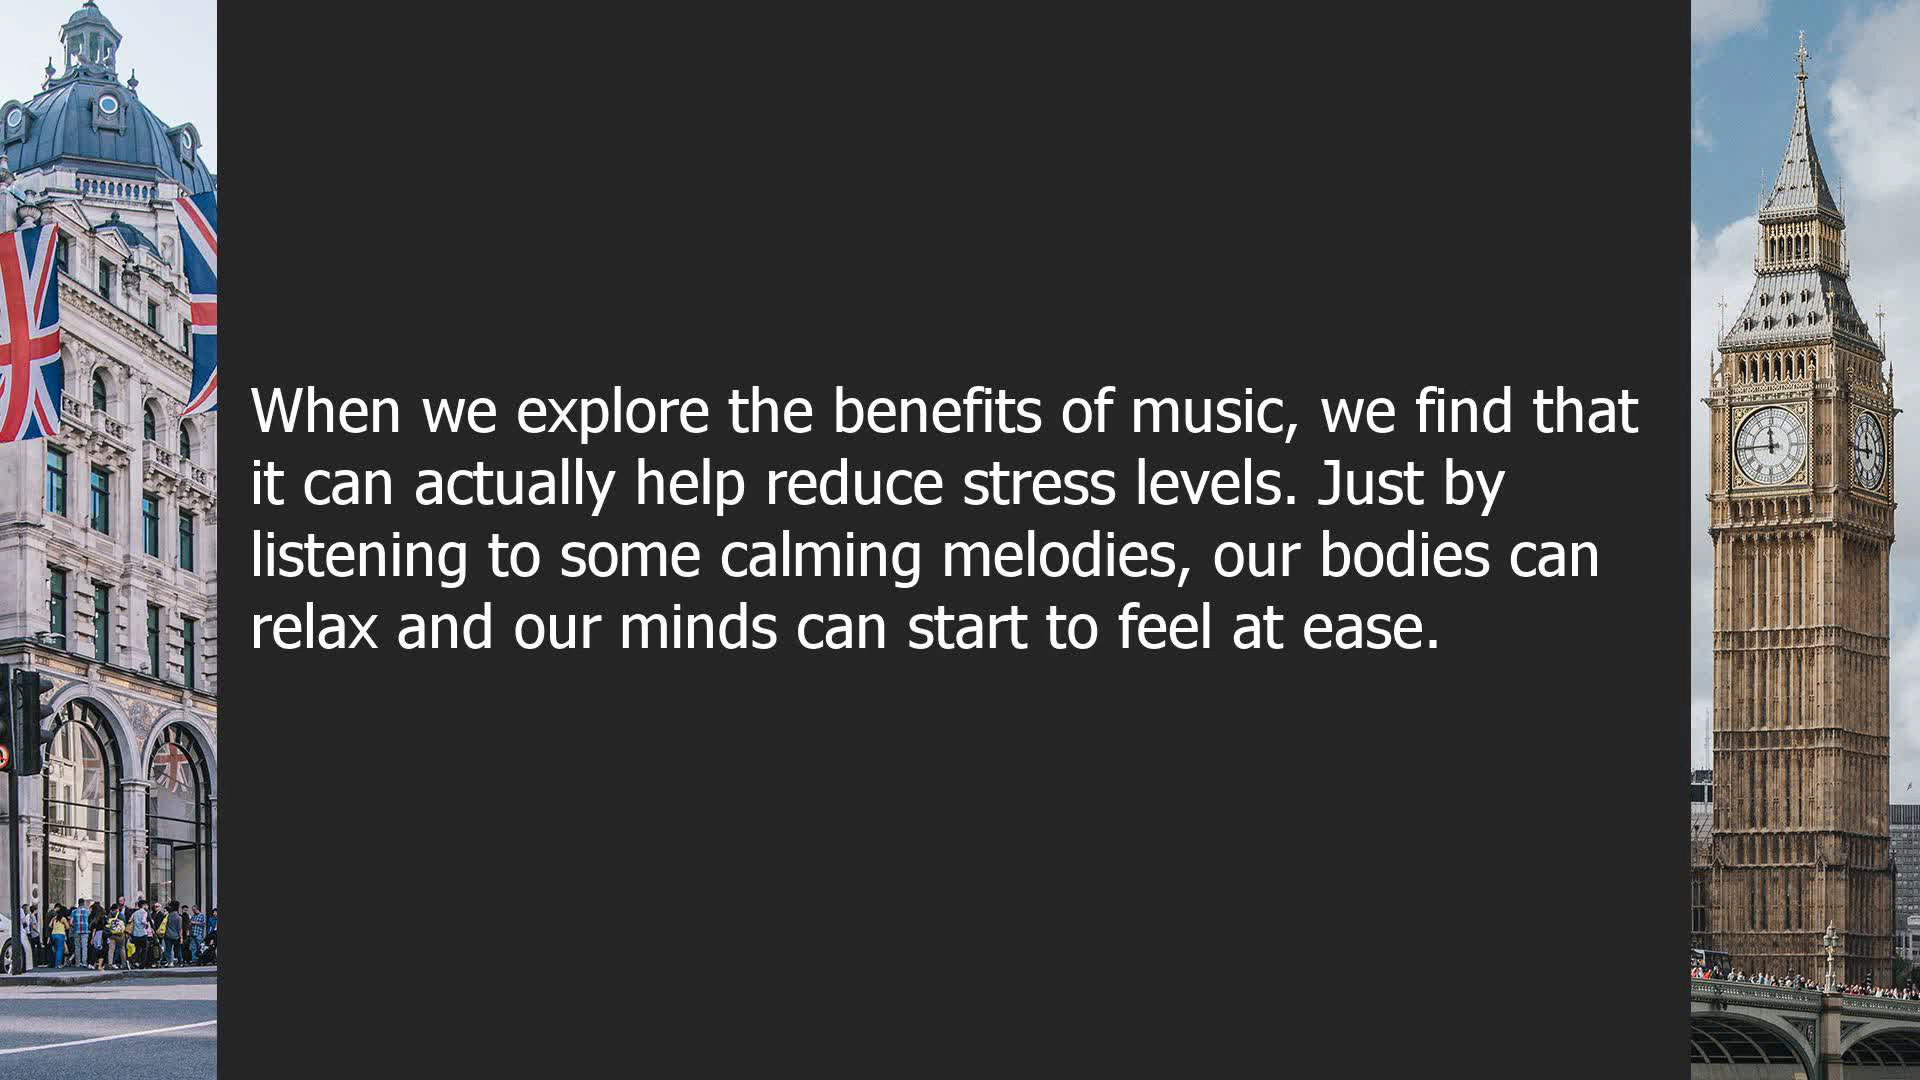 When we explore the benefits of music, we find that
it can actually help reduce stress levels. Just by
listening to some calming melodies, our bodies can
relax and our minds can start to feel at ease.